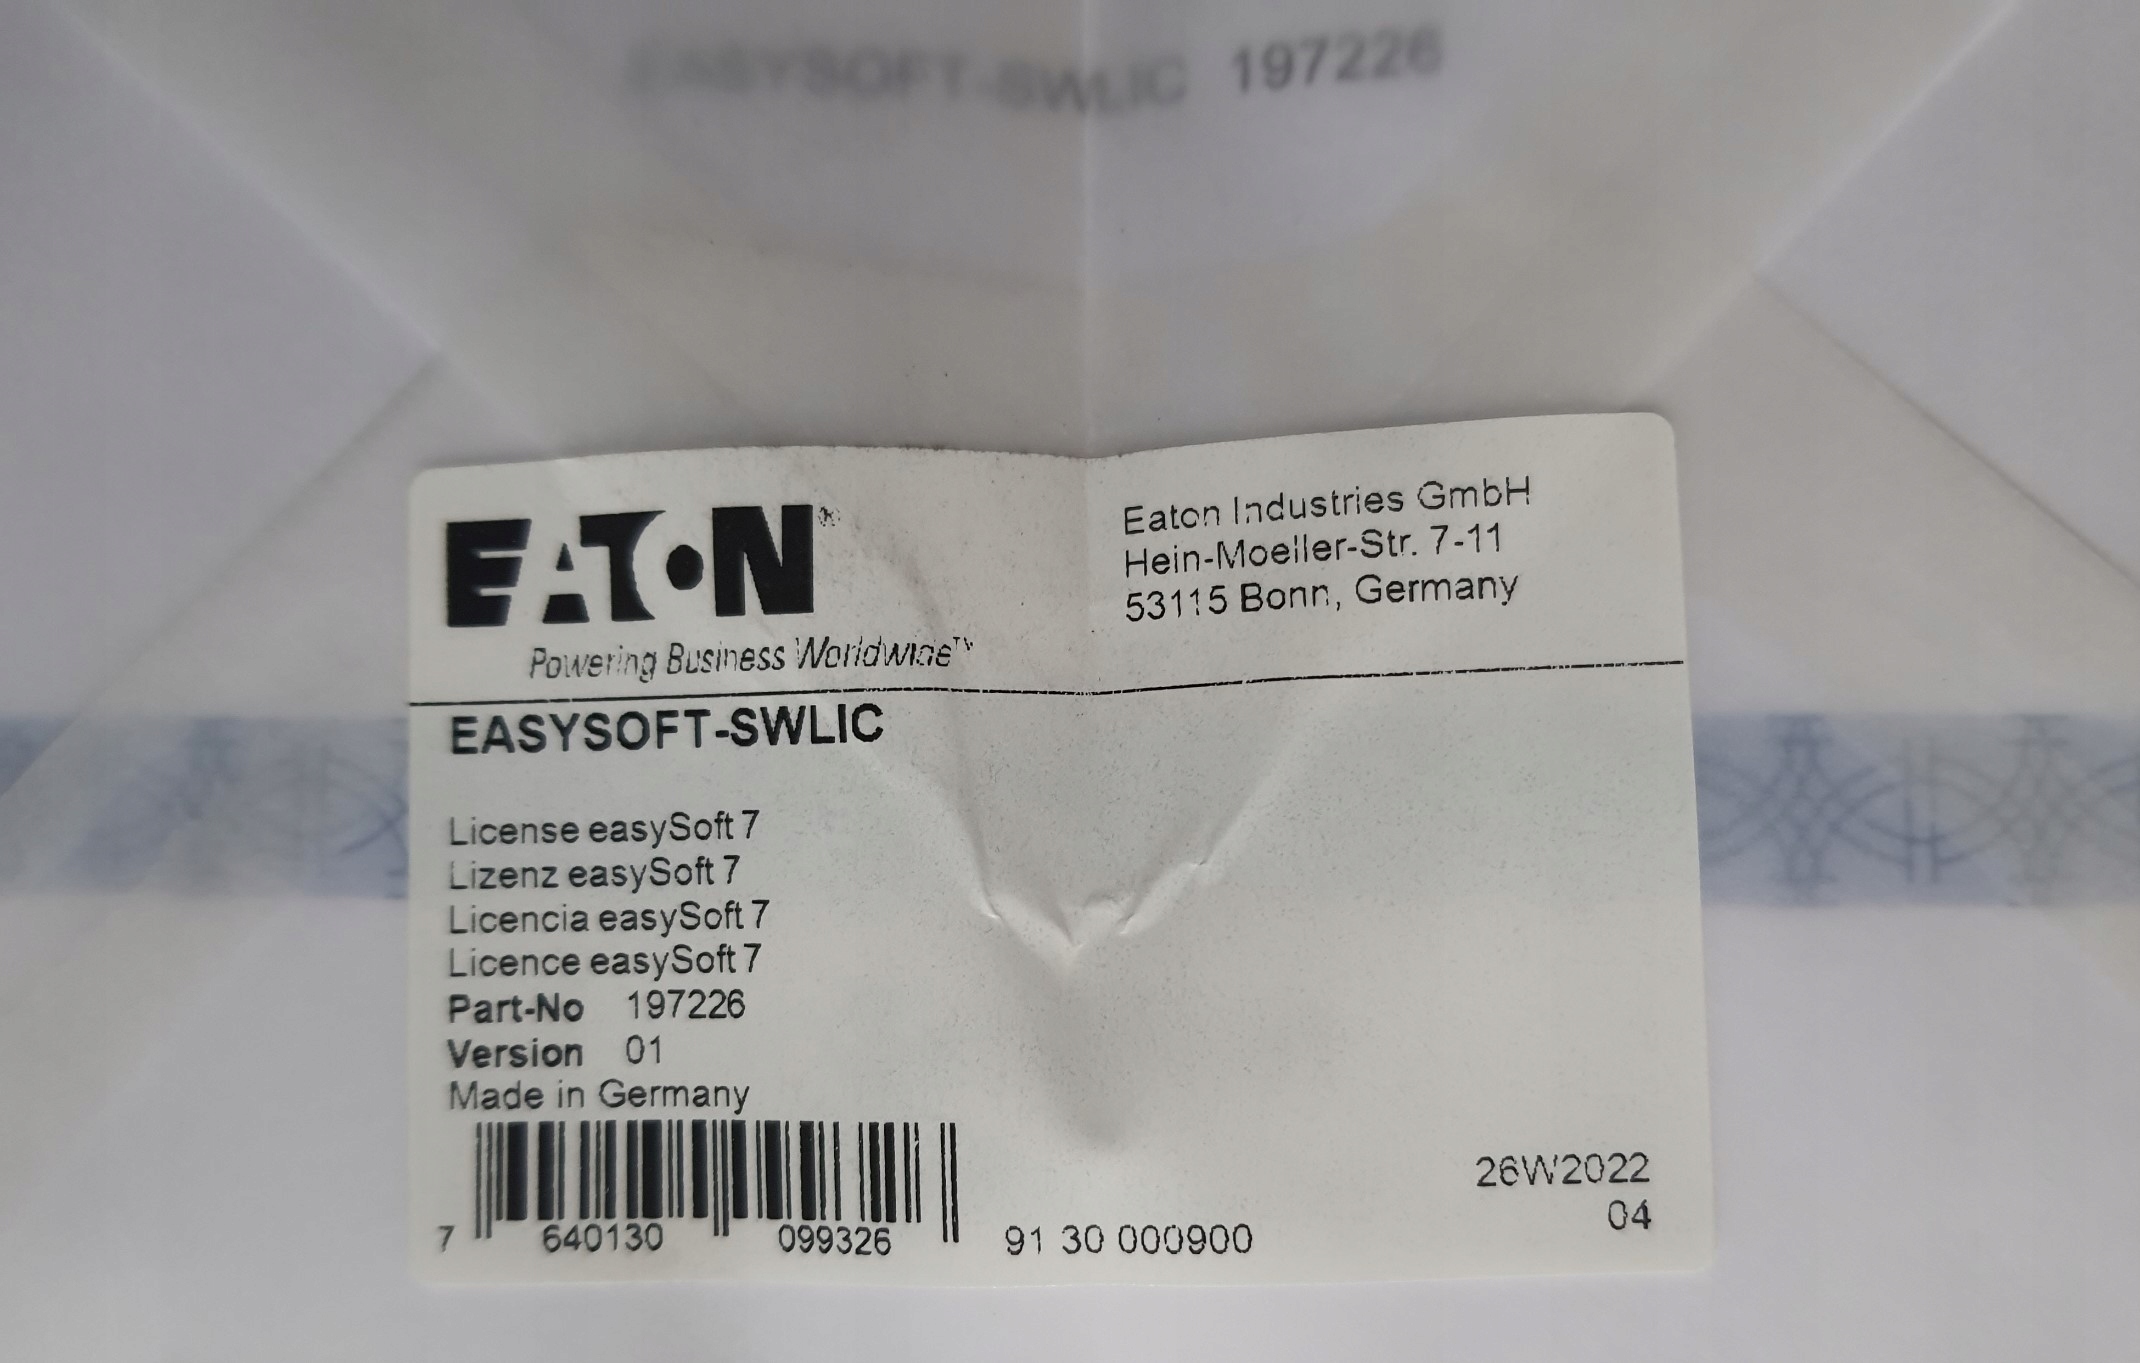 EASYSOFT-SWLIC 197226
EATON®
Powering Business Worldwide™
Eaton Industries GmbH
Hein-Moeller-Str. 7-11
53115 Bonn, Germany
EASYSOFT-SWLIC
License easySoft 7
Lizenz easySoft 7
Licencia easySoft 7
Licence easySoft 7
Part-No 197226
Version 01
Made in Germany
7 640130 099326
91 30 000900
26W2022
04